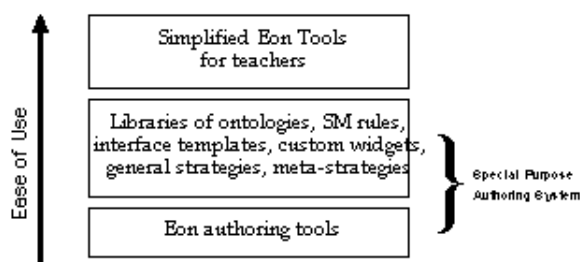 Ease of Use
Simplified Eon Tools
for teachers
Libraries of ontologies, SM rules,
interface templates, custom widgets,
general strategies, meta-strategies
Eon authoring tools
Special Purpose
Authoring System